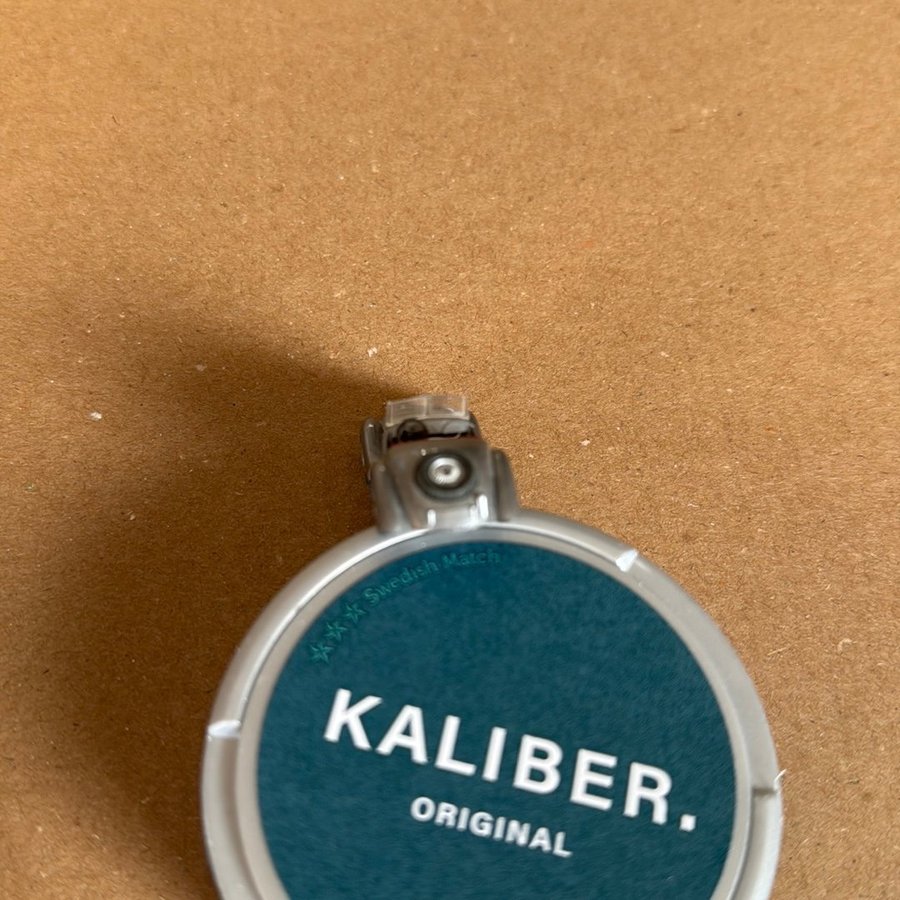 Swedish Match
KALIBER.
ORIGINAL